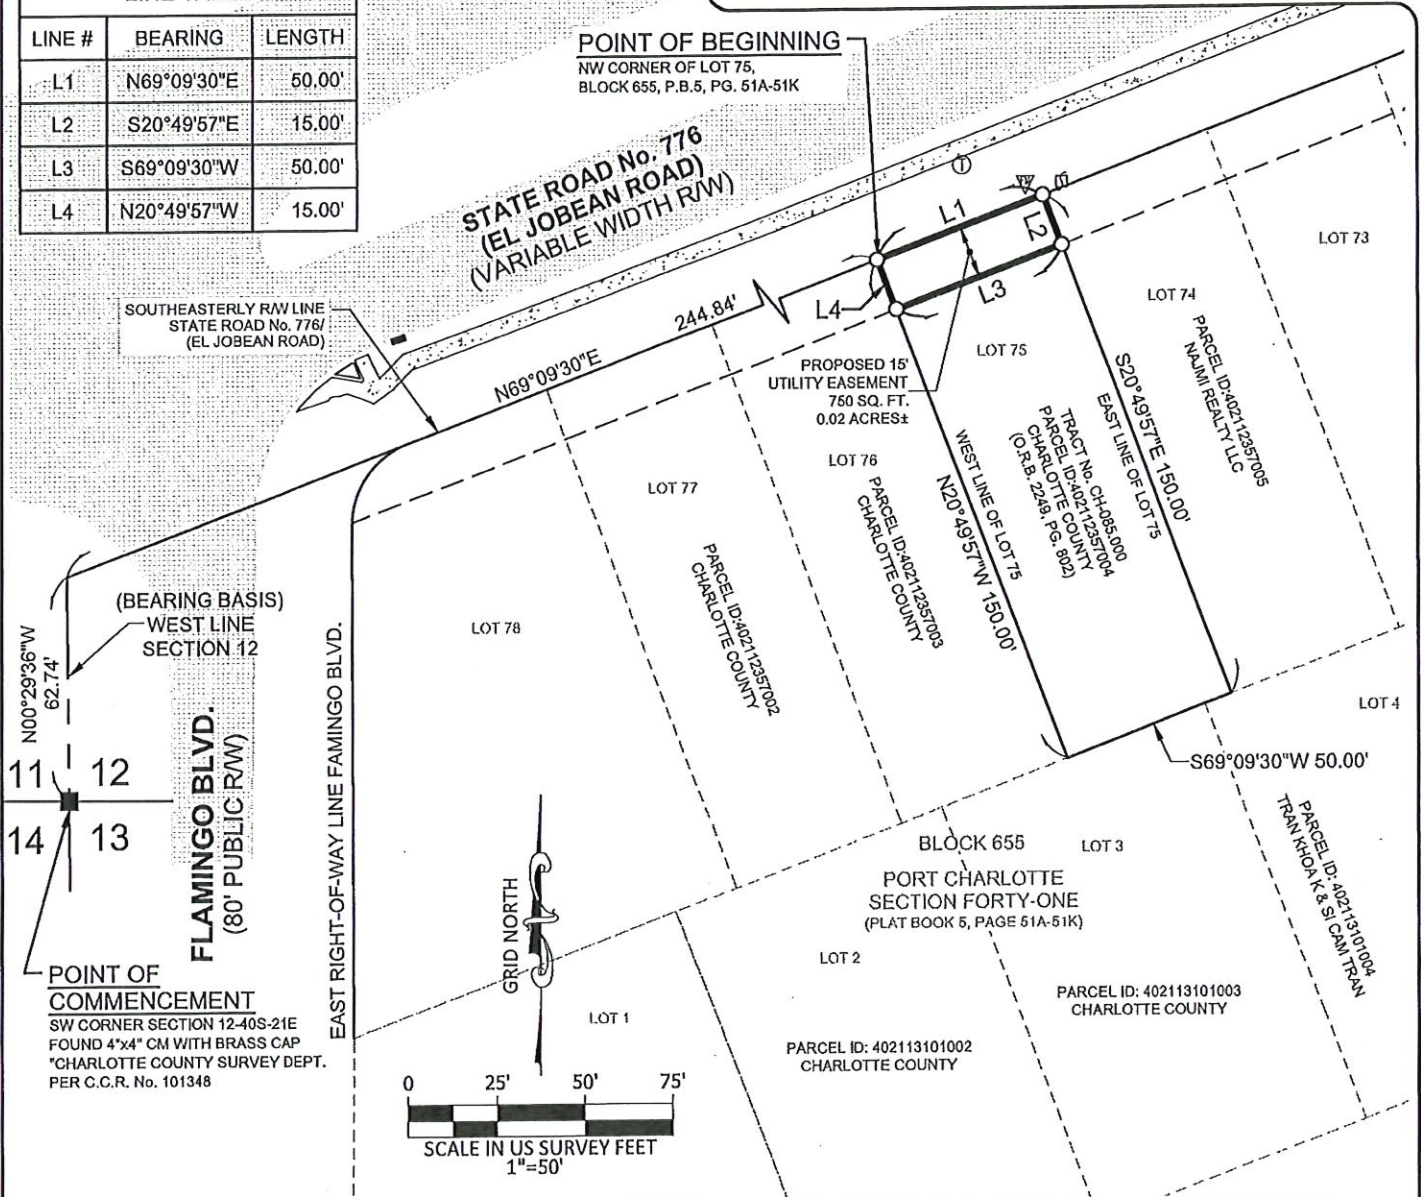 LINE # BEARING LENGTH
L1 N69°09'30"E 50.00'
L2 S20°49'57"E 15.00'
L3 S69°09'30"W 50.00'
L4 N20°49'57"W 15.00'
POINT OF BEGINNING
NW CORNER OF LOT 75,
BLOCK 655, P.B.5, PG. 51A-51K
STATE ROAD No. 776
(EL JOBEAN ROAD)
(VARIABLE WIDTH R/W)
SOUTHEASTERLY R/W LINE
STATE ROAD No. 776/
(EL JOBEAN ROAD)
N69°09'30"E
244.84'
L1
L2
L3
L4
PROPOSED 15'
UTILITY EASEMENT
750 SQ. FT.
0.02 ACRES±
LOT 73
LOT 74
PARCEL ID:402112357005
NAJMI REALTY LLC
LOT 75
S20°49'57"E 150.00'
EAST LINE OF LOT 75
TRACT No. CH-085.000
PARCEL ID:402112357004
CHARLOTTE COUNTY
(O.R.B. 2249, PG. 802)
WEST LINE OF LOT 75
N20°49'57"W 150.00'
LOT 76
PARCEL ID:402112357003
CHARLOTTE COUNTY
LOT 77
PARCEL ID:402112357002
CHARLOTTE COUNTY
LOT 78
(BEARING BASIS)
WEST LINE
SECTION 12
N00°29'36"W
62.74'
11 12
14 13
FLAMINGO BLVD.
(80' PUBLIC R/W)
EAST RIGHT-OF-WAY LINE FAMINGO BLVD.
POINT OF
COMMENCEMENT
SW CORNER SECTION 12-40S-21E
FOUND 4"x4" CM WITH BRASS CAP
"CHARLOTTE COUNTY SURVEY DEPT.
PER C.C.R. No. 101348
GRID NORTH
LOT 4
S69°09'30"W 50.00'
PARCEL ID: 402113101004
TRAN KHOA K & SI CAM TRAN
BLOCK 655
PORT CHARLOTTE
SECTION FORTY-ONE
(PLAT BOOK 5, PAGE 51A-51K)
LOT 3
PARCEL ID: 402113101003
CHARLOTTE COUNTY
LOT 2
PARCEL ID: 402113101002
CHARLOTTE COUNTY
LOT 1
0 25' 50' 75'
SCALE IN US SURVEY FEET
1"=50'